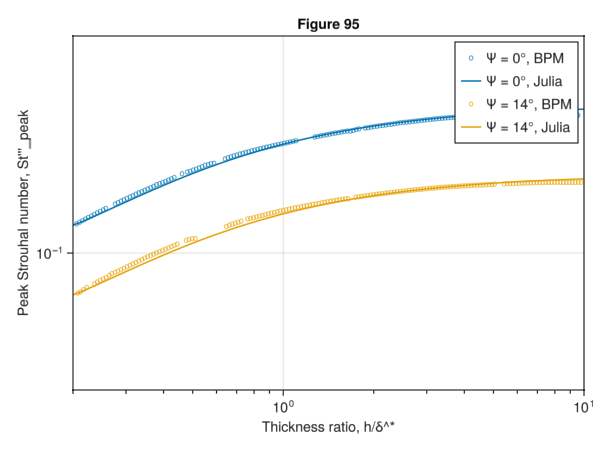 Figure 95
Peak Strouhal number, St'''_peak
Ψ = 0°, BPM
Ψ = 0°, Julia
Ψ = 14°, BPM
Ψ = 14°, Julia
10⁻¹
10⁰
10¹
Thickness ratio, h/δ^*